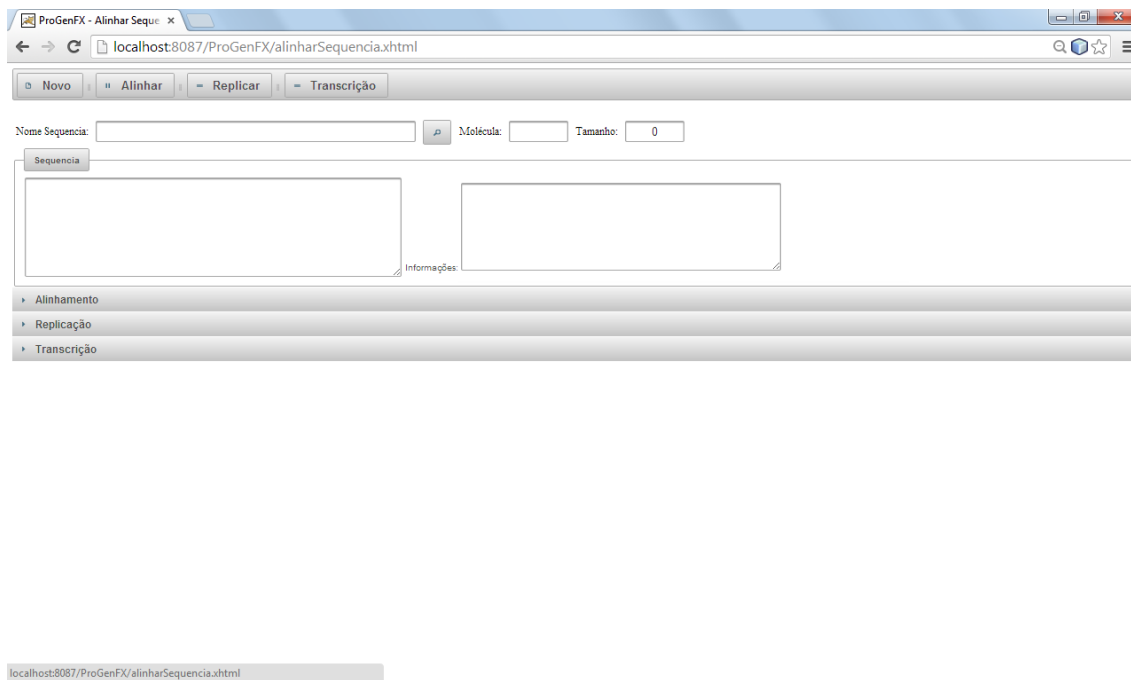 ProGenFX - Alinhar Seque
localhost:8087/ProGenFX/alinharSequencia.xhtml
Novo Alinhar Replicar Transcrição
Nome Sequencia: Molécula: Tamanho: 0
Sequencia
Informações:
Alinhamento
Replicação
Transcrição
localhost:8087/ProGenFX/alinharSequencia.xhtml